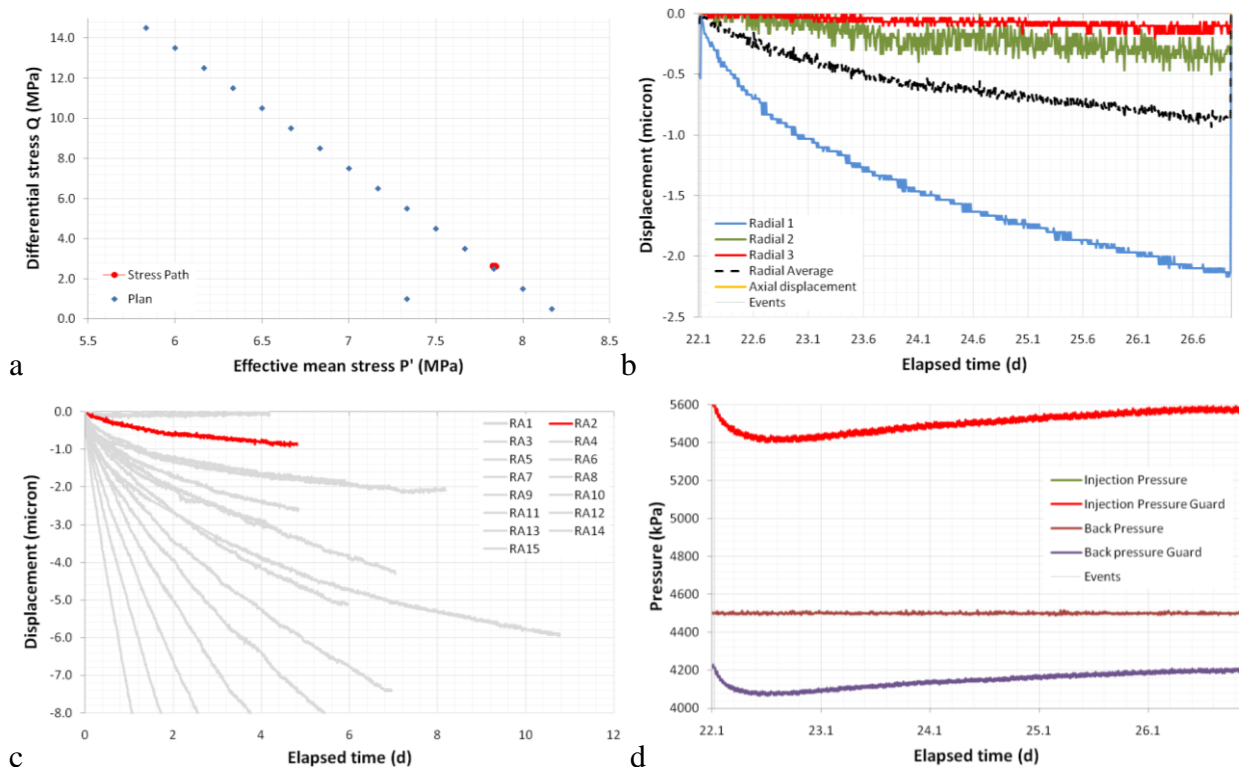 Differential stress Q (MPa)
14.0
12.0
10.0
8.0
6.0
4.0
2.0
0.0
Stress Path
Plan
5.5 6 6.5 7 7.5 8 8.5
Effective mean stress P' (MPa)
a
Displacement (micron)
0.0
-0.5
-1.0
-1.5
-2.0
-2.5
Radial 1
Radial 2
Radial 3
Radial Average
Axial displacement
Events
22.1 22.6 23.1 23.6 24.1 24.6 25.1 25.6 26.1 26.6
Elapsed time (d)
b
Displacement (micron)
0.0
-1.0
-2.0
-3.0
-4.0
-5.0
-6.0
-7.0
-8.0
RA1 RA2
RA3 RA4
RA5 RA6
RA7 RA8
RA9 RA10
RA11 RA12
RA13 RA14
RA15
0 2 4 6 8 10 12
Elapsed time (d)
c
Pressure (kPa)
5600
5400
5200
5000
4800
4600
4400
4200
4000
Injection Pressure
Injection Pressure Guard
Back Pressure
Back pressure Guard
Events
22.1 23.1 24.1 25.1 26.1
Elapsed time (d)
d